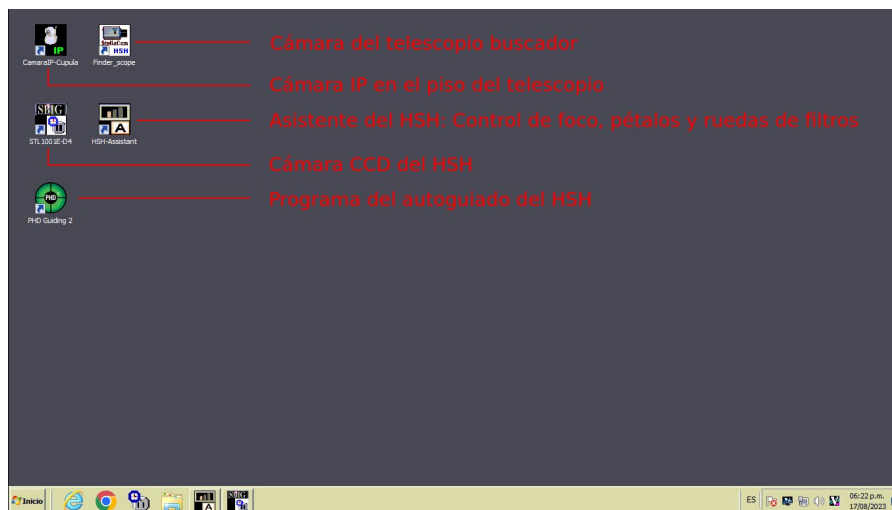 StellaCam
IP
HSH
CamaraIP-Cupula
Finder_scope
Cámara del telescopio buscador
Cámara IP en el piso del telescopio
SBIG
A
STL1001E-D4
HSH-Assistant
Asistente del HSH: Control de foco, pétalos y ruedas de filtros
Cámara CCD del HSH
PHD
PHD Guiding 2
Programa del autoguiado del HSH
Inicio
A
SBIG
ES
06:22 p.m.
17/08/2023